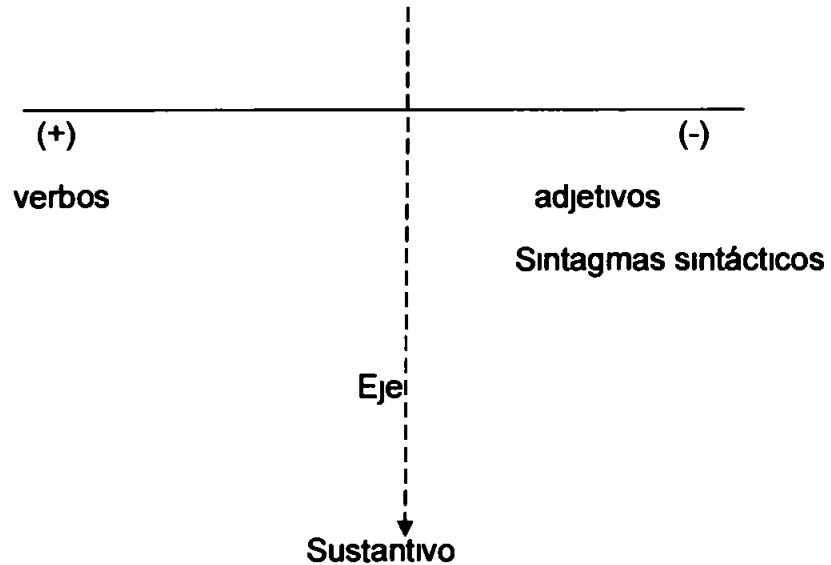 (+) (-)
verbos adjetivos
Sintagmas sintácticos
Eje
Sustantivo